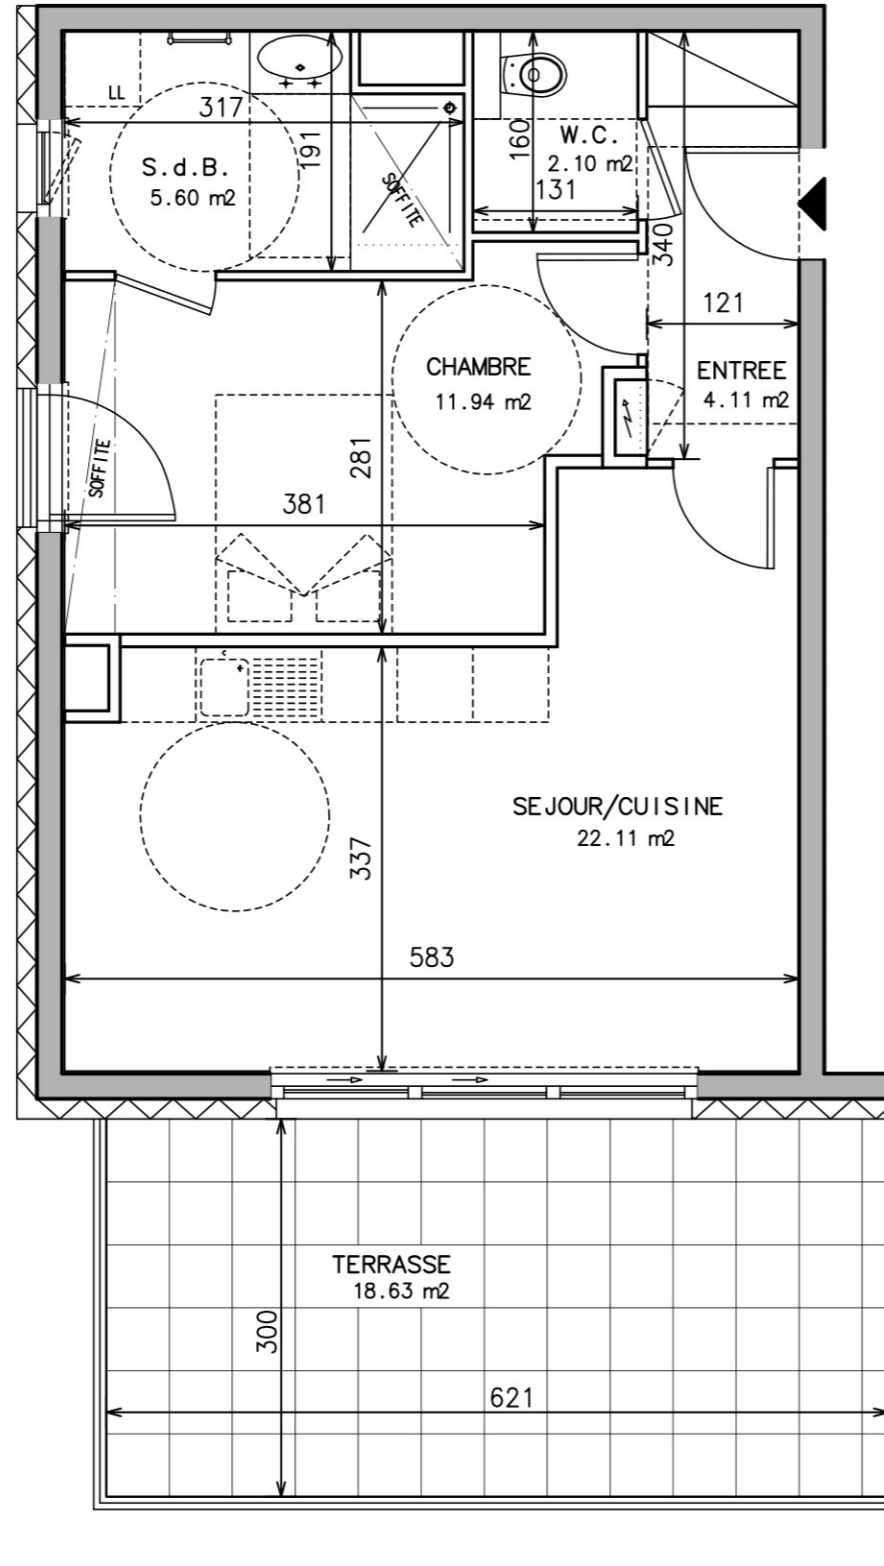 LL
317
191
S.d.B.
5.60 m2
SOFFITE
160
W.C.
2.10 m2
131
340
121
ENTREE
4.11 m2
CHAMBRE
11.94 m2
281
381
SOFFITE
SEJOUR/CUISINE
22.11 m2
337
583
TERRASSE
18.63 m2
300
621